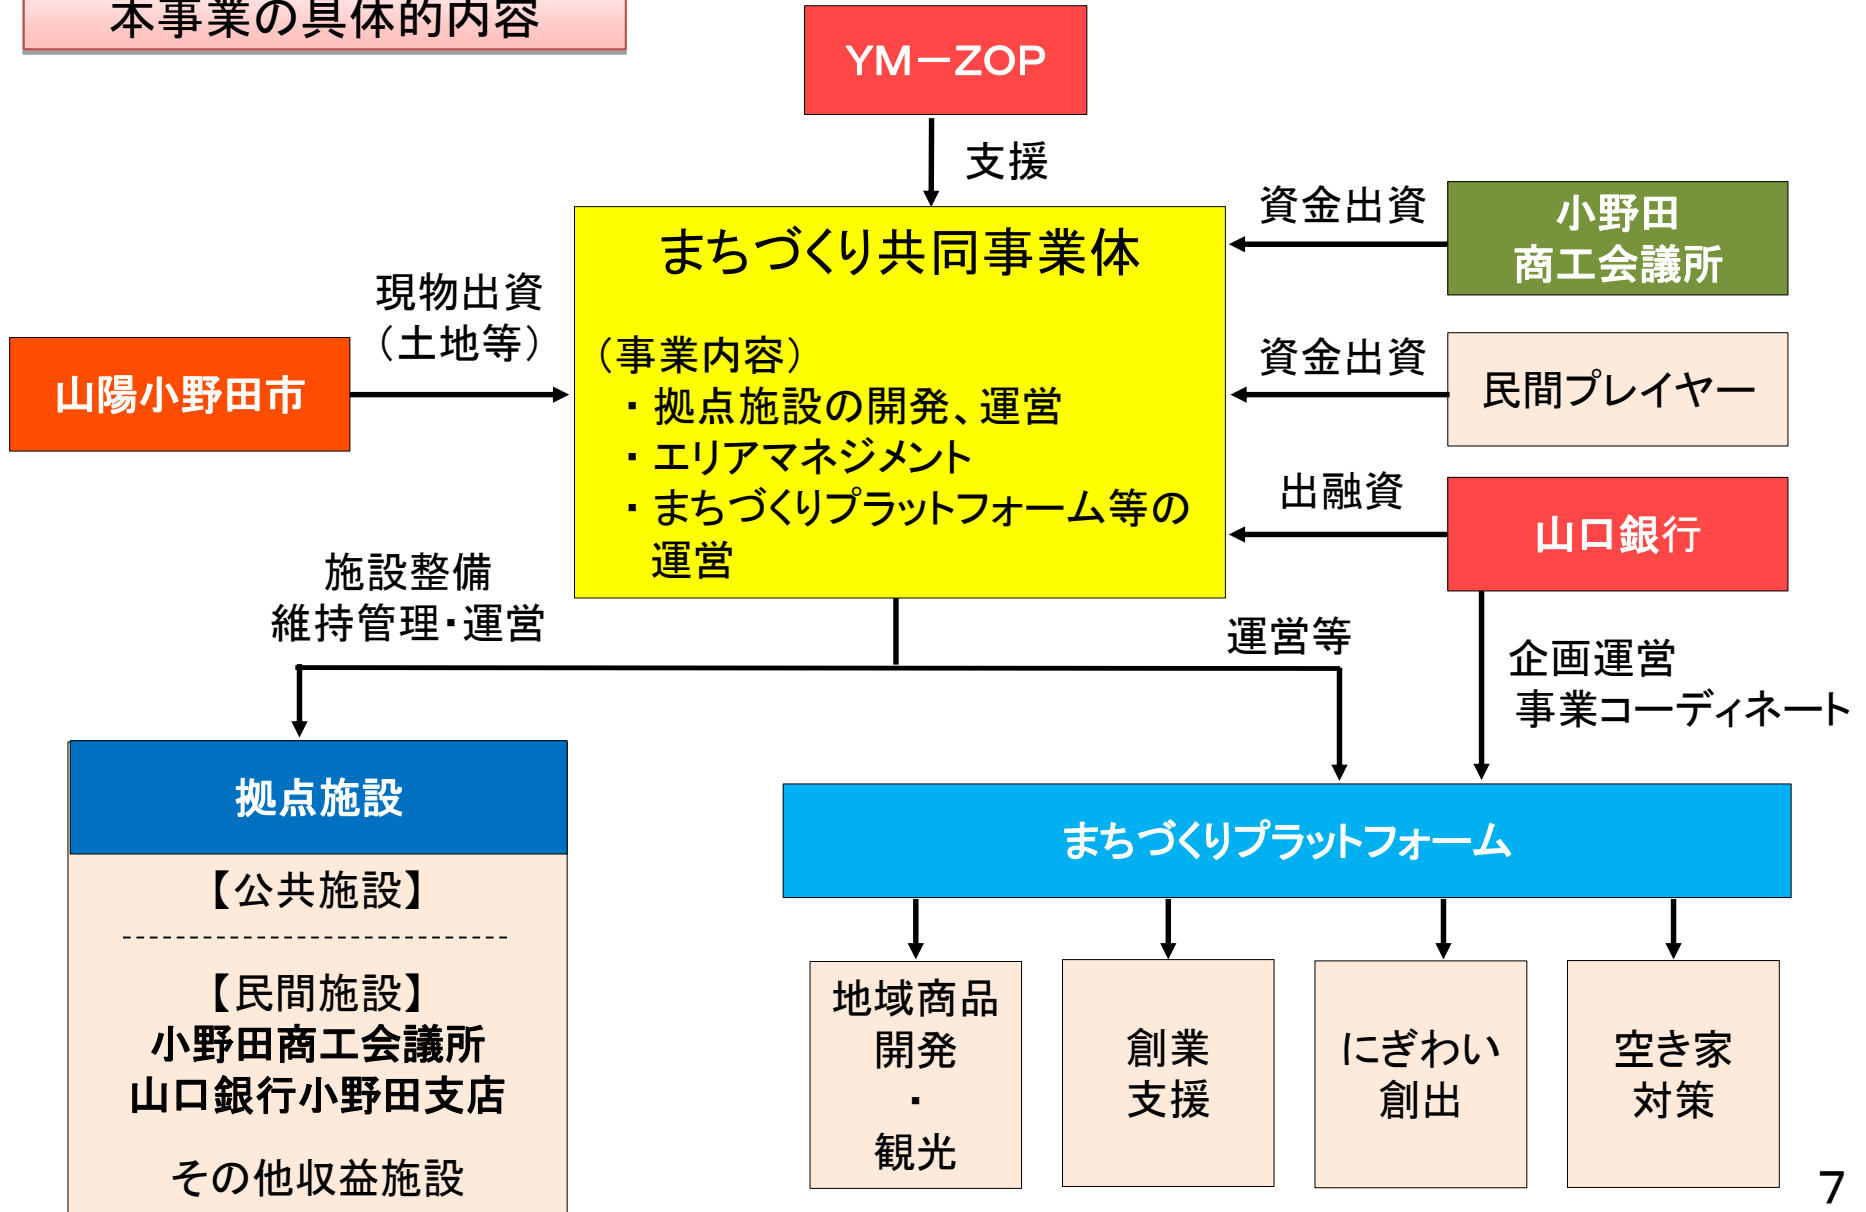 本事業の具体的内容
YM－ZOP
支援
まちづくり共同事業体
（事業内容）
・拠点施設の開発、運営
・エリアマネジメント
・まちづくりプラットフォーム等の
運営
現物出資
（土地等）
山陽小野田市
資金出資
小野田
商工会議所
資金出資
民間プレイヤー
出融資
山口銀行
施設整備
維持管理・運営
運営等
企画運営
事業コーディネート
拠点施設
【公共施設】
【民間施設】
小野田商工会議所
山口銀行小野田支店
その他収益施設
まちづくりプラットフォーム
地域商品
開発
・
観光
創業
支援
にぎわい
創出
空き家
対策
7